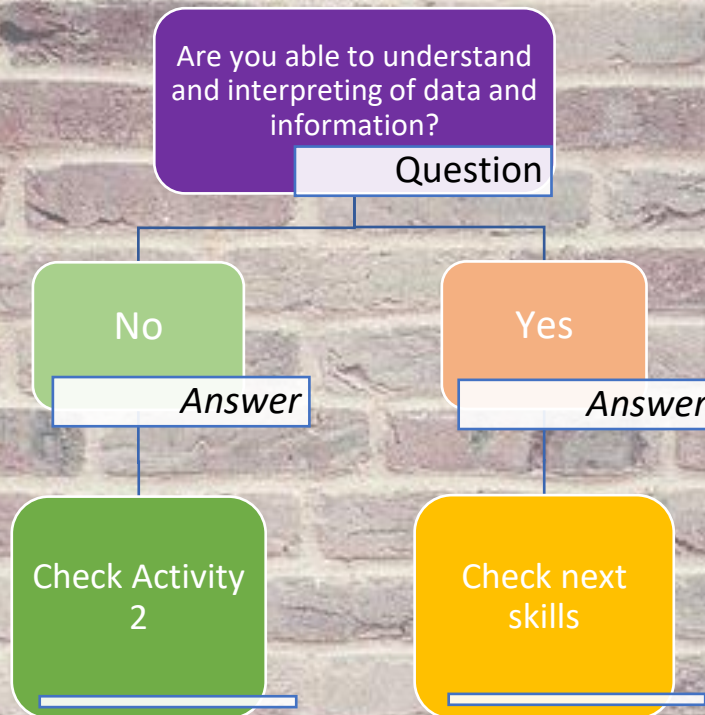 Are you able to understand
and interpreting of data and
information?
Question
No
Yes
Answer
Answer
Check Activity
2
Check next
skills